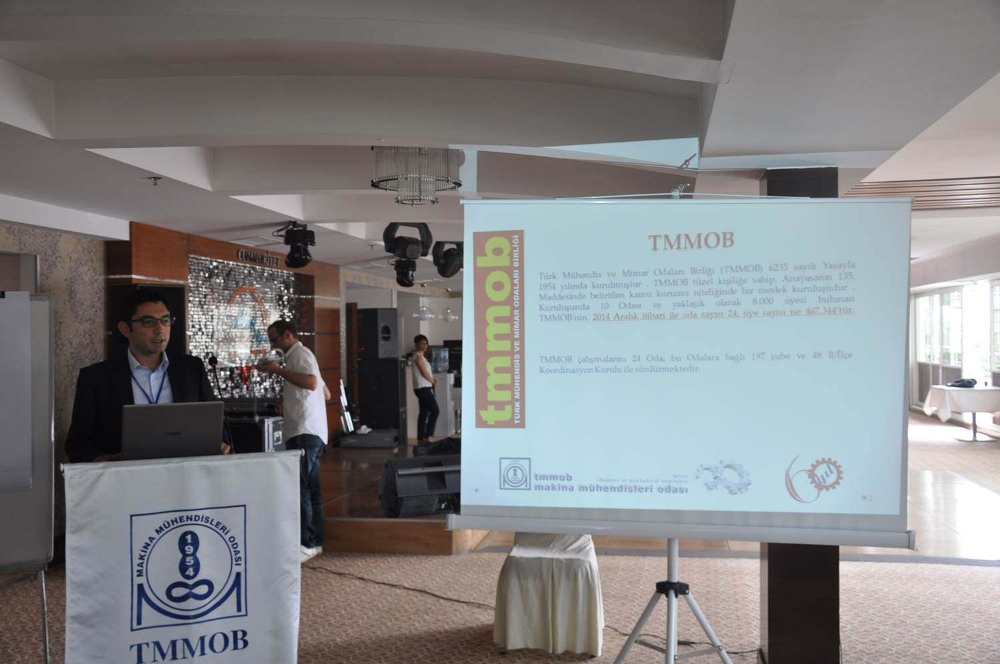 CUMHURİYET
TMMOB
Türk Mühendis ve Mimar Odaları Birliği (TMMOB) 6235 sayılı Yasayla
1954 yılında kurulmuştur . TMMOB tüzel kişiliğe sahip, Anayasanın 135.
Maddesinde belirtilen kamu kurumu niteliğinde bir meslek kuruluşudur .
Kuruluşunda 10 Odası ve yaklaşık olarak 8.000 üyesi bulunan
TMMOB'nin, 2014 Aralık itibari ile oda sayısı 24, üye sayısı ise 467.344'tür.
TMMOB çalışmalarını 24 Oda, bu Odalara bağlı 197 şube ve 48 İl/İlçe
Koordinasyon Kurulu ile sürdürmektedir.
tmmob
TÜRK MÜHENDİS VE MİMAR ODALARI BİRLİĞİ
tmmob
makina mühendisleri odası
chamber of mechanical engineers
2
Casper
MAKINA MÜHENDİSLERİ ODASI
1954
TMMOB